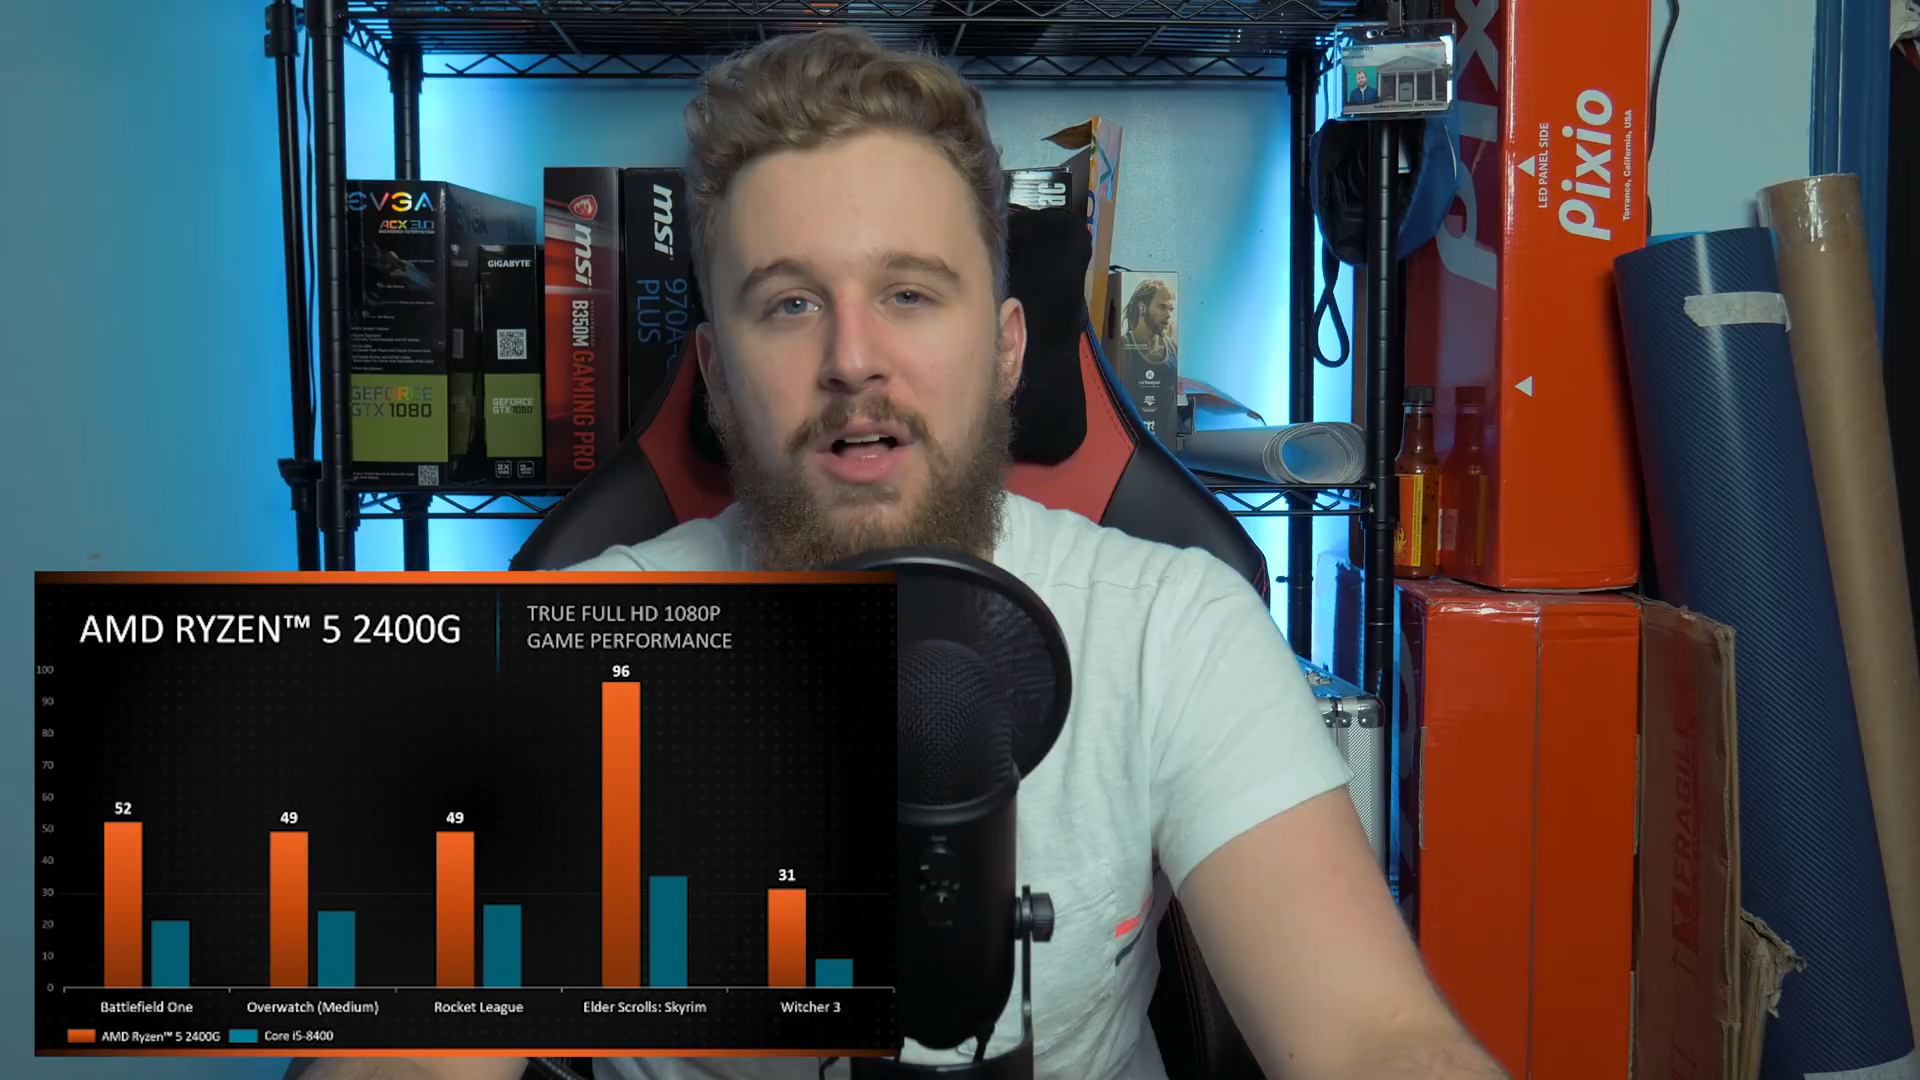 EVGA
ACX 3.0
GEFORCE
GTX 1080
GIGABYTE
GEFORCE
GTX 1050
msi
B350M GAMING PRO
msi
970A
PLUS
LED PANEL SIDE
Pixio
Torrance, California, USA
FRAGILE
AMD RYZEN™ 5 2400G
TRUE FULL HD 1080P
GAME PERFORMANCE
100
90
80
70
60
50
40
30
20
10
0
52
49
49
96
31
Battlefield One
Overwatch (Medium)
Rocket League
Elder Scrolls: Skyrim
Witcher 3
AMD Ryzen™ 5 2400G
Core i5-8400